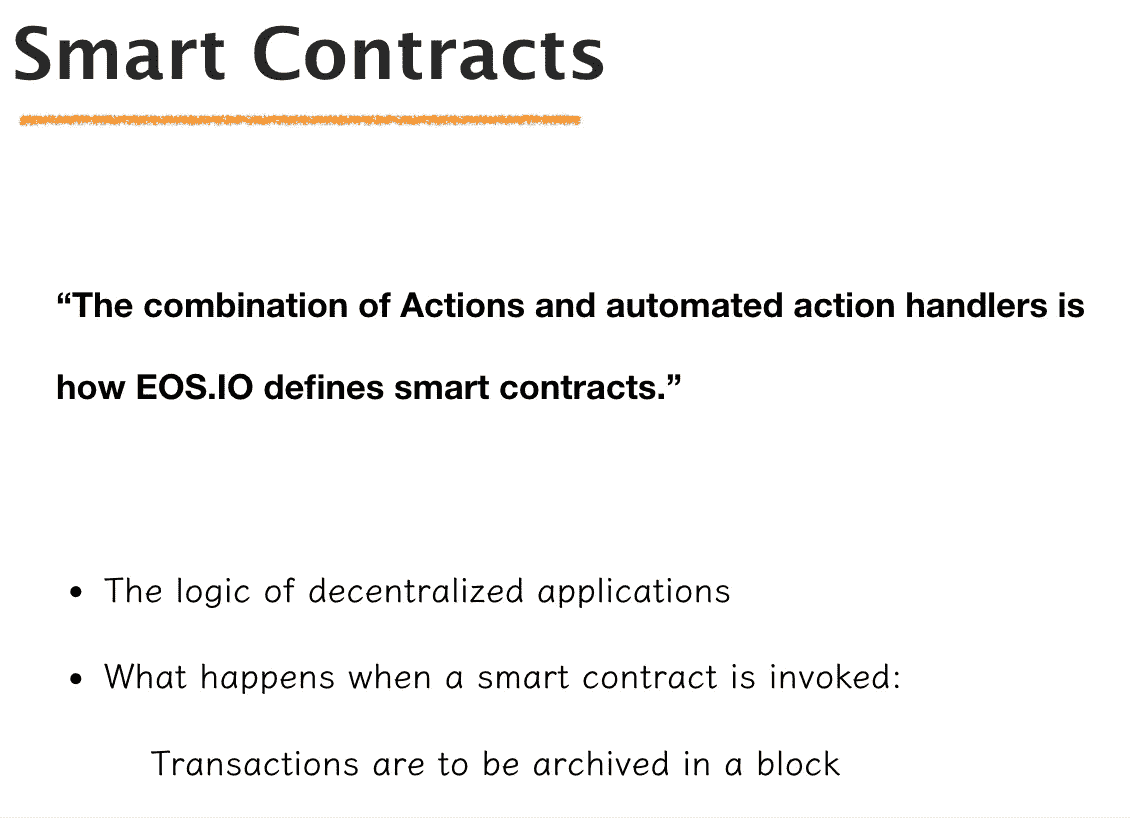 Smart Contracts
“The combination of Actions and automated action handlers is
how EOS.IO defines smart contracts.”
• The logic of decentralized applications
• What happens when a smart contract is invoked:
Transactions are to be archived in a block